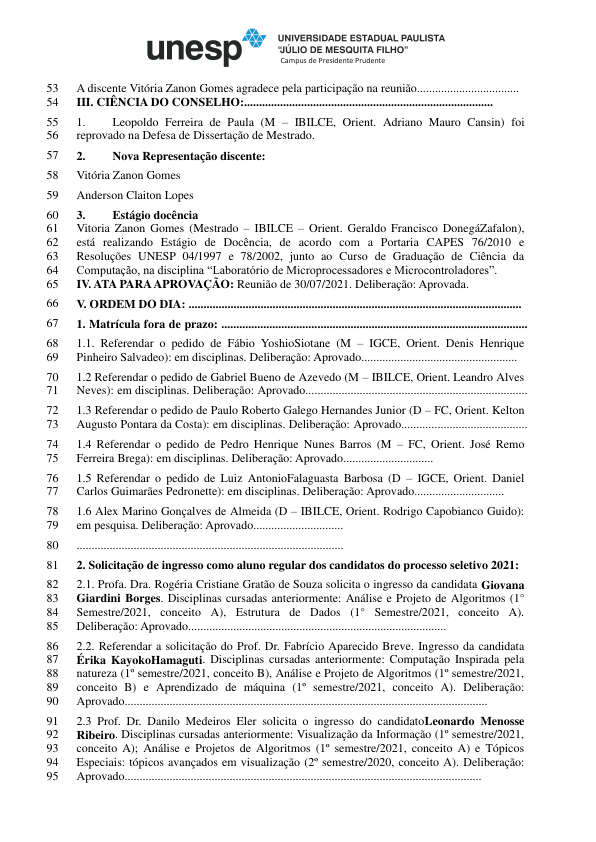 unesp
UNIVERSIDADE ESTADUAL PAULISTA
"JÚLIO DE MESQUITA FILHO"
Campus de Presidente Prudente
53 A discente Vitória Zanon Gomes agradece pela participação na reunião..................................
54 III. CIÊNCIA DO CONSELHO:...................................................................................
55 1. Leopoldo Ferreira de Paula (M – IBILCE, Orient. Adriano Mauro Cansin) foi
56 reprovado na Defesa de Dissertação de Mestrado.
57 2. Nova Representação discente:
58 Vitória Zanon Gomes
59 Anderson Claiton Lopes
60 3. Estágio docência
61 Vitoria Zanon Gomes (Mestrado – IBILCE – Orient. Geraldo Francisco DonegáZafalon),
62 está realizando Estágio de Docência, de acordo com a Portaria CAPES 76/2010 e
63 Resoluções UNESP 04/1997 e 78/2002, junto ao Curso de Graduação de Ciência da
64 Computação, na disciplina “Laboratório de Microprocessadores e Microcontroladores”.
65 IV. ATA PARA APROVAÇÃO: Reunião de 30/07/2021. Deliberação: Aprovada.
66 V. ORDEM DO DIA: ...............................................................................................................
67 1. Matrícula fora de prazo: ......................................................................................................
68 1.1. Referendar o pedido de Fábio YoshioSiotane (M – IGCE, Orient. Denis Henrique
69 Pinheiro Salvadeo): em disciplinas. Deliberação: Aprovado....................................................
70 1.2 Referendar o pedido de Gabriel Bueno de Azevedo (M – IBILCE, Orient. Leandro Alves
71 Neves): em disciplinas. Deliberação: Aprovado..........................................................................
72 1.3 Referendar o pedido de Paulo Roberto Galego Hernandes Junior (D – FC, Orient. Kelton
73 Augusto Pontara da Costa): em disciplinas. Deliberação: Aprovado..........................................
74 1.4 Referendar o pedido de Pedro Henrique Nunes Barros (M – FC, Orient. José Remo
75 Ferreira Brega): em disciplinas. Deliberação: Aprovado..............................
76 1.5 Referendar o pedido de Luiz AntonioFalaguasta Barbosa (D – IGCE, Orient. Daniel
77 Carlos Guimarães Pedronette): em disciplinas. Deliberação: Aprovado..............................
78 1.6 Alex Marino Gonçalves de Almeida (D – IBILCE, Orient. Rodrigo Capobianco Guido):
79 em pesquisa. Deliberação: Aprovado..............................
80 .........................................................................................
81 2. Solicitação de ingresso como aluno regular dos candidatos do processo seletivo 2021:
82 2.1. Profa. Dra. Rogéria Cristiane Gratão de Souza solicita o ingresso da candidata Giovana
83 Giardini Borges. Disciplinas cursadas anteriormente: Análise e Projeto de Algoritmos (1°
84 Semestre/2021, conceito A), Estrutura de Dados (1° Semestre/2021, conceito A).
85 Deliberação: Aprovado......................................................................................
86 2.2. Referendar a solicitação do Prof. Dr. Fabrício Aparecido Breve. Ingresso da candidata
87 Érika KayokoHamaguti. Disciplinas cursadas anteriormente: Computação Inspirada pela
88 natureza (1º semestre/2021, conceito B), Análise e Projeto de Algoritmos (1º semestre/2021,
89 conceito B) e Aprendizado de máquina (1º semestre/2021, conceito A). Deliberação:
90 Aprovado.........................................................................................................................
91 2.3 Prof. Dr. Danilo Medeiros Eler solicita o ingresso do candidatoLeonardo Menosse
92 Ribeiro. Disciplinas cursadas anteriormente: Visualização da Informação (1º semestre/2021,
93 conceito A); Análise e Projetos de Algoritmos (1º semestre/2021, conceito A) e Tópicos
94 Especiais: tópicos avançados em visualização (2º semestre/2020, conceito A). Deliberação:
95 Aprovado.......................................................................................................................